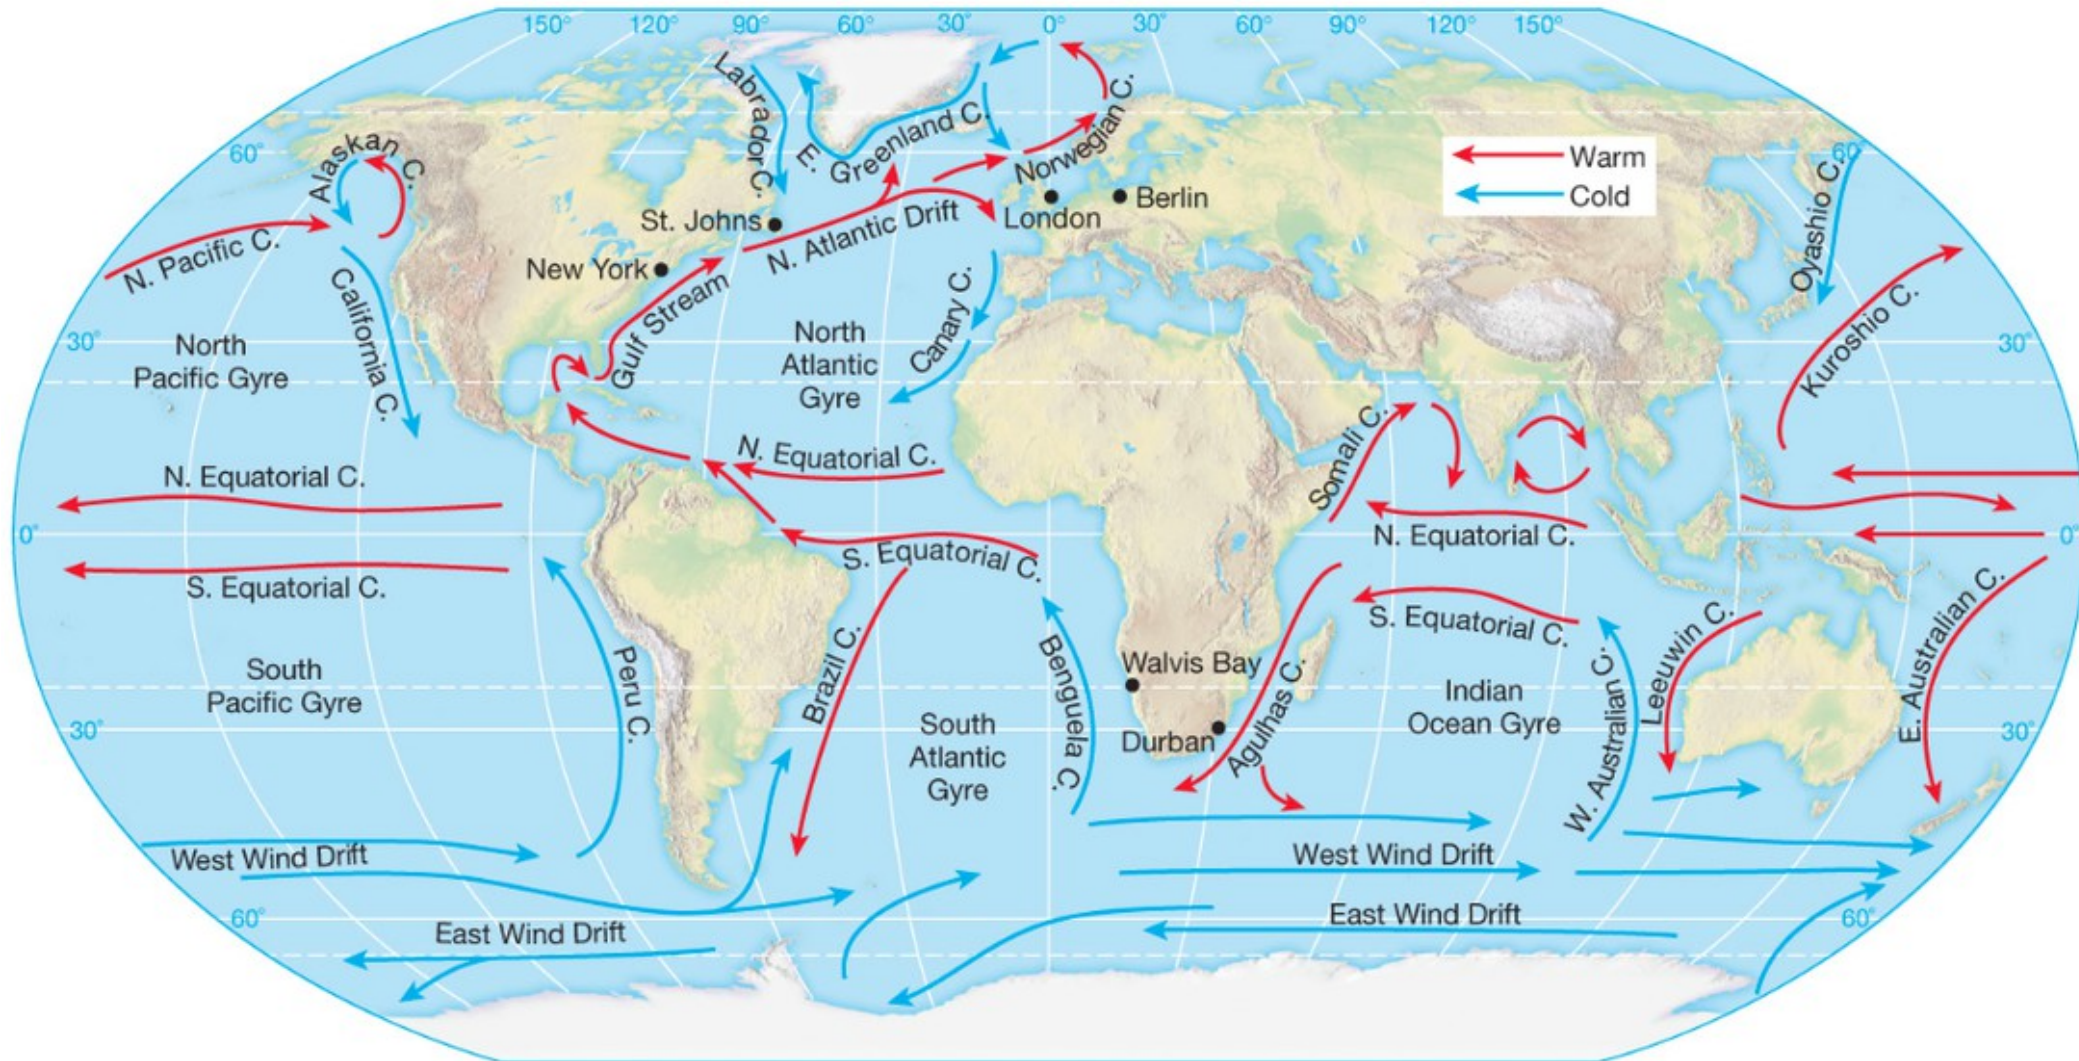 150°
120°
90°
60°
30°
0°
30°
60°
90°
120°
150°
Labrador C.
E. Greenland C.
Norwegian C.
Alaskan C.
60°
60°
Warm
Cold
Oyashio C.
London
Berlin
St. Johns
N. Atlantic Drift
N. Pacific C.
New York
California C.
Gulf Stream
Canary C.
Kuroshio C.
30°
30°
North
Pacific Gyre
North
Atlantic
Gyre
N. Equatorial C.
N. Equatorial C.
Somali C.
N. Equatorial C.
0°
0°
S. Equatorial C.
S. Equatorial C.
S. Equatorial C.
South
Pacific Gyre
Peru C.
Brazil C.
Benguela C.
Walvis Bay
Durban
Agulhas C.
Indian
Ocean Gyre
W. Australian C.
Leeuwin C.
E. Australian C.
30°
30°
South
Atlantic
Gyre
West Wind Drift
West Wind Drift
60°
60°
East Wind Drift
East Wind Drift